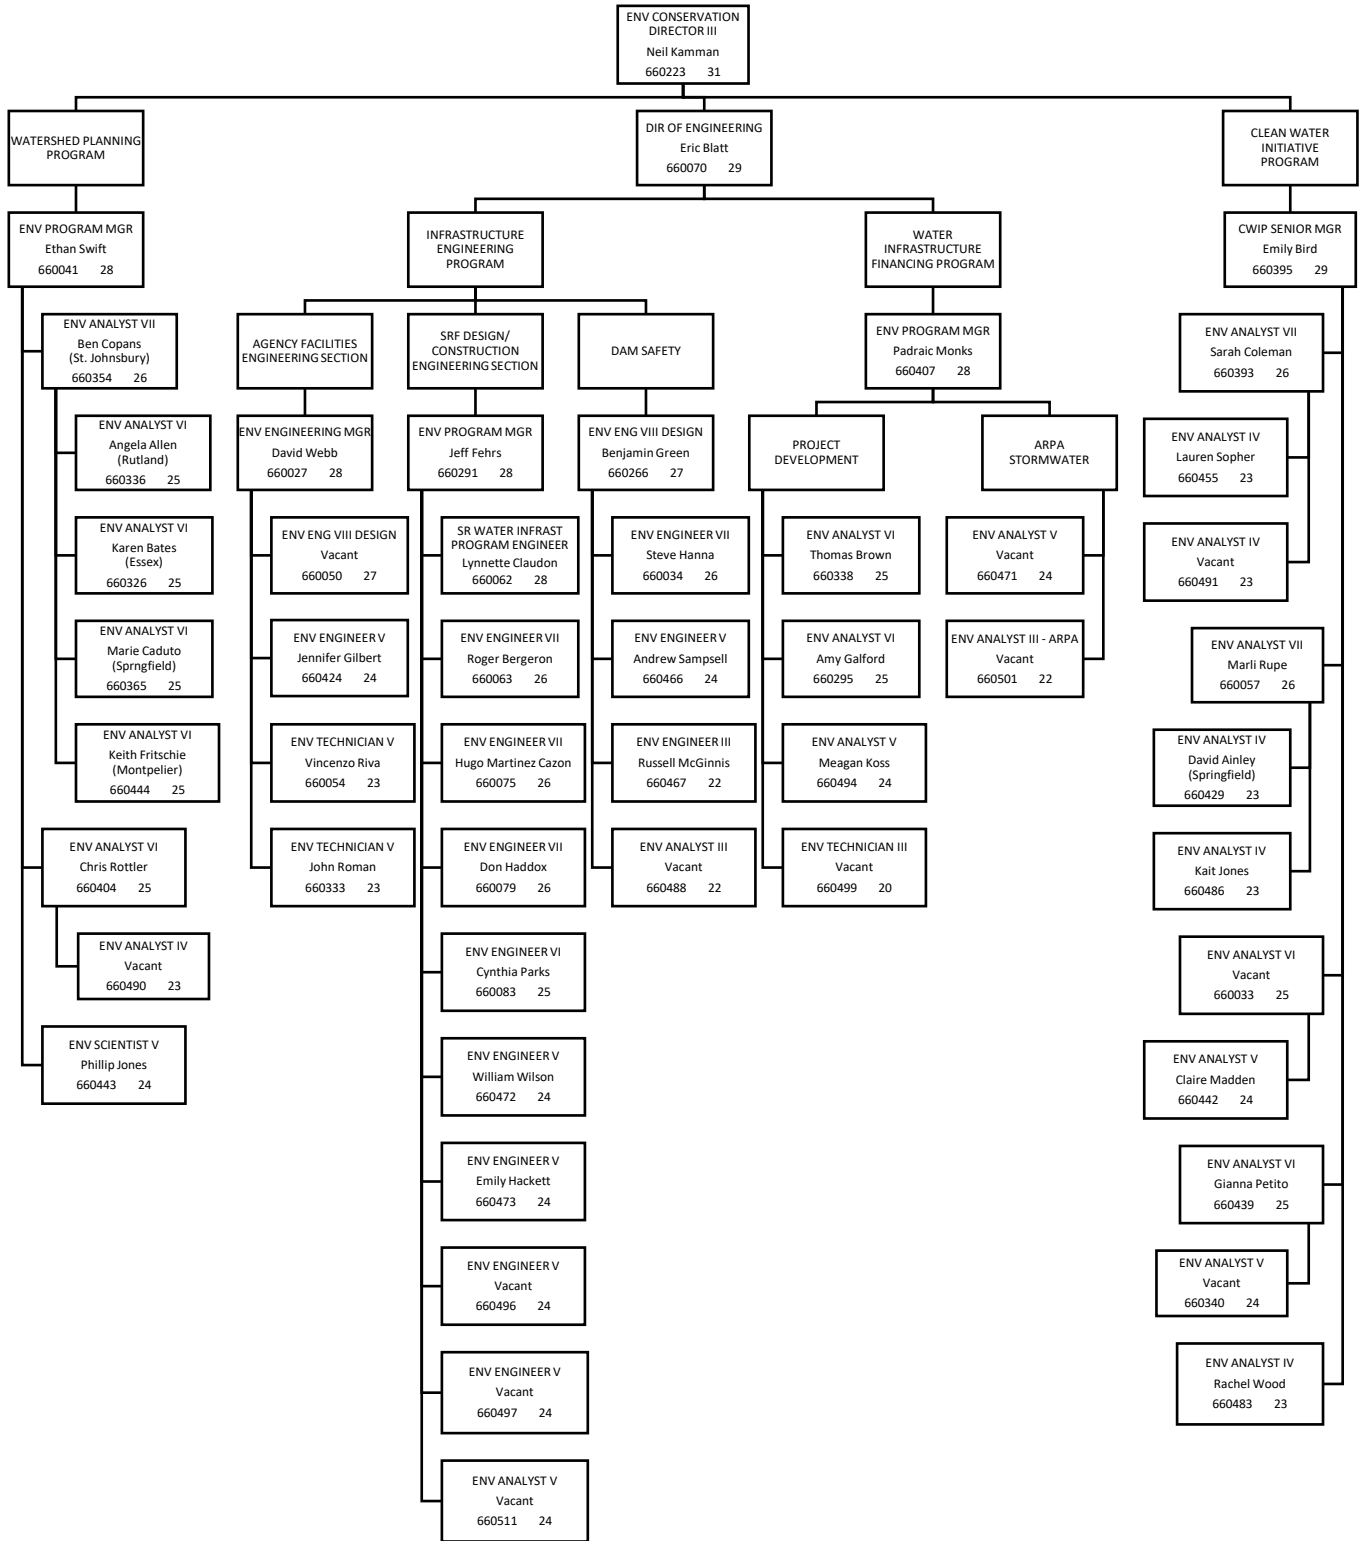 ENV CONSERVATION
DIRECTOR III
Neil Kamman
660223 31
WATERSHED PLANNING
PROGRAM
DIR OF ENGINEERING
Eric Blatt
660070 29
CLEAN WATER
INITIATIVE
PROGRAM
ENV PROGRAM MGR
Ethan Swift
660041 28
INFRASTRUCTURE
ENGINEERING
PROGRAM
WATER
INFRASTRUCTURE
FINANCING PROGRAM
CWIP SENIOR MGR
Emily Bird
660395 29
ENV ANALYST VII
Ben Copans
(St. Johnsbury)
660354 26
AGENCY FACILITIES
ENGINEERING SECTION
SRF DESIGN/
CONSTRUCTION
ENGINEERING SECTION
DAM SAFETY
ENV PROGRAM MGR
Padraic Monks
660407 28
ENV ANALYST VII
Sarah Coleman
660393 26
ENV ANALYST VI
Angela Allen
(Rutland)
660336 25
ENV ENGINEERING MGR
David Webb
660027 28
ENV PROGRAM MGR
Jeff Fehrs
660291 28
ENV ENG VIII DESIGN
Benjamin Green
660266 27
PROJECT
DEVELOPMENT
ARPA
STORMWATER
ENV ANALYST IV
Lauren Sopher
660455 23
ENV ANALYST VI
Karen Bates
(Essex)
660326 25
ENV ENG VIII DESIGN
Vacant
660050 27
SR WATER INFRAST
PROGRAM ENGINEER
Lynnette Claudon
660062 28
ENV ENGINEER VII
Steve Hanna
660034 26
ENV ANALYST VI
Thomas Brown
660338 25
ENV ANALYST V
Vacant
660471 24
ENV ANALYST IV
Vacant
660491 23
ENV ANALYST VI
Marie Caduto
(Sprngfield)
660365 25
ENV ENGINEER V
Jennifer Gilbert
660424 24
ENV ENGINEER VII
Roger Bergeron
660063 26
ENV ENGINEER V
Andrew Sampsell
660466 24
ENV ANALYST VI
Amy Galford
660295 25
ENV ANALYST III - ARPA
Vacant
660501 22
ENV ANALYST VII
Marli Rupe
660057 26
ENV ANALYST VI
Keith Fritschie
(Montpelier)
660444 25
ENV TECHNICIAN V
Vincenzo Riva
660054 23
ENV ENGINEER VII
Hugo Martinez Cazon
660075 26
ENV ENGINEER III
Russell McGinnis
660467 22
ENV ANALYST V
Meagan Koss
660494 24
ENV ANALYST IV
David Ainley
(Springfield)
660429 23
ENV ANALYST VI
Chris Rottler
660404 25
ENV TECHNICIAN V
John Roman
660333 23
ENV ENGINEER VII
Don Haddox
660079 26
ENV ANALYST III
Vacant
660488 22
ENV TECHNICIAN III
Vacant
660499 20
ENV ANALYST IV
Kait Jones
660486 23
ENV ANALYST IV
Vacant
660490 23
ENV ENGINEER VI
Cynthia Parks
660083 25
ENV ANALYST VI
Vacant
660033 25
ENV SCIENTIST V
Phillip Jones
660443 24
ENV ENGINEER V
William Wilson
660472 24
ENV ANALYST V
Claire Madden
660442 24
ENV ENGINEER V
Emily Hackett
660473 24
ENV ANALYST VI
Gianna Petito
660439 25
ENV ENGINEER V
Vacant
660496 24
ENV ANALYST V
Vacant
660340 24
ENV ENGINEER V
Vacant
660497 24
ENV ANALYST IV
Rachel Wood
660483 23
ENV ANALYST V
Vacant
660511 24